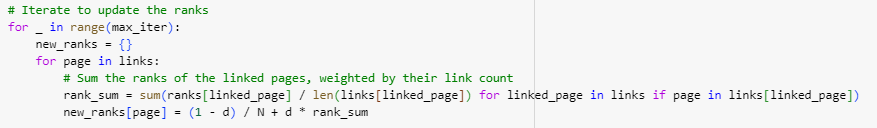 # Iterate to update the ranks
for _ in range(max_iter):
    new_ranks = {}
    for page in links:
        # Sum the ranks of the linked pages, weighted by their link count
        rank_sum = sum(ranks[linked_page] / len(links[linked_page]) for linked_page in links if page in links[linked_page])
        new_ranks[page] = (1 - d) / N + d * rank_sum